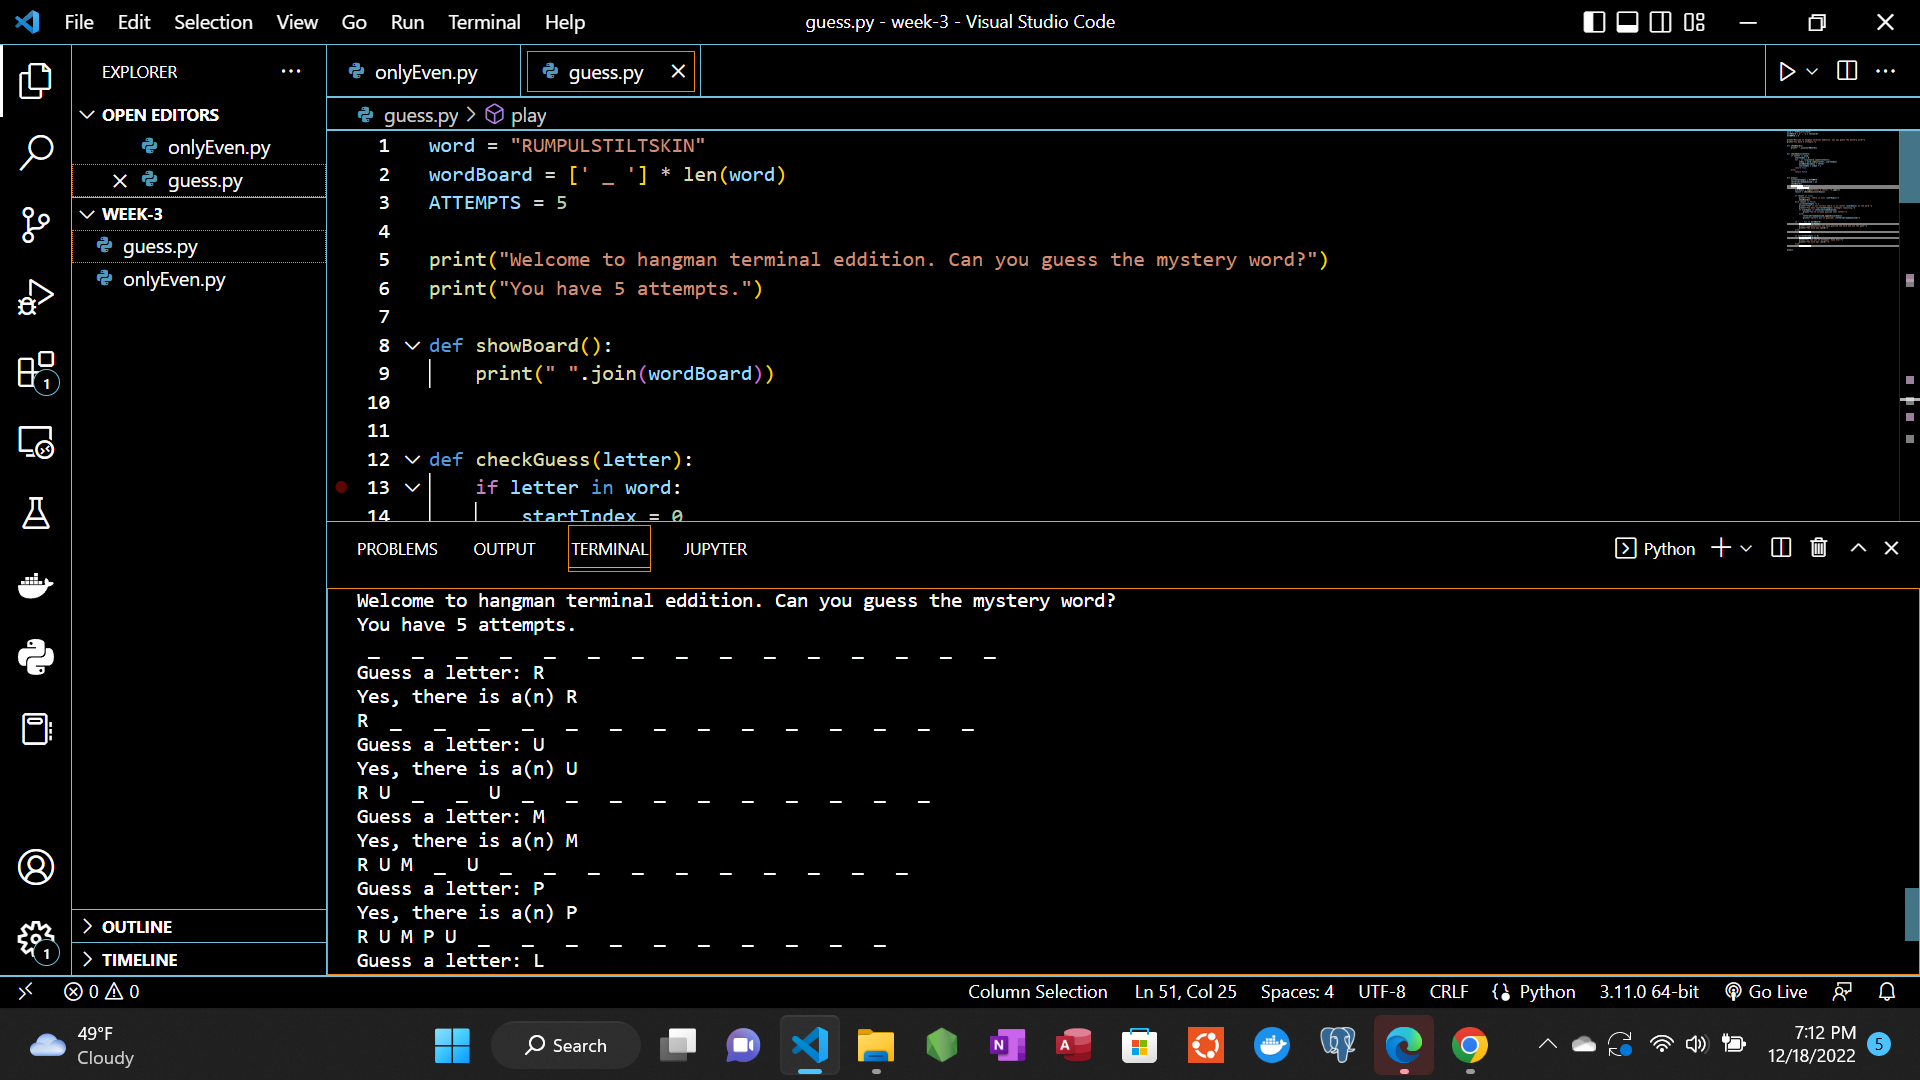 File Edit Selection View Go Run Terminal Help
guess.py - week-3 - Visual Studio Code
EXPLORER
OPEN EDITORS
onlyEven.py
guess.py
WEEK-3
guess.py
onlyEven.py
OUTLINE
TIMELINE
1
1
onlyEven.py guess.py
guess.py > play
1 word = "RUMPULSTILTSKIN"
2 wordBoard = [' _ '] * len(word)
3 ATTEMPTS = 5
4
5 print("Welcome to hangman terminal eddition. Can you guess the mystery word?")
6 print("You have 5 attempts.")
7
8 def showBoard():
9 print(" ".join(wordBoard))
10
11
12 def checkGuess(letter):
13 if letter in word:
14 startIndex = 0
PROBLEMS OUTPUT TERMINAL JUPYTER
Python
Welcome to hangman terminal eddition. Can you guess the mystery word?
You have 5 attempts.
_ _ _ _ _ _ _ _ _ _ _ _ _ _ _
Guess a letter: R
Yes, there is a(n) R
R _ _ _ _ _ _ _ _ _ _ _ _ _ _
Guess a letter: U
Yes, there is a(n) U
R U _ _ U _ _ _ _ _ _ _ _ _ _
Guess a letter: M
Yes, there is a(n) M
R U M _ U _ _ _ _ _ _ _ _ _ _
Guess a letter: P
Yes, there is a(n) P
R U M P U _ _ _ _ _ _ _ _ _ _
Guess a letter: L
0 0
Column Selection Ln 51, Col 25 Spaces: 4 UTF-8 CRLF Python 3.11.0 64-bit Go Live
49°F
Cloudy
Search
7:12 PM
12/18/2022
5